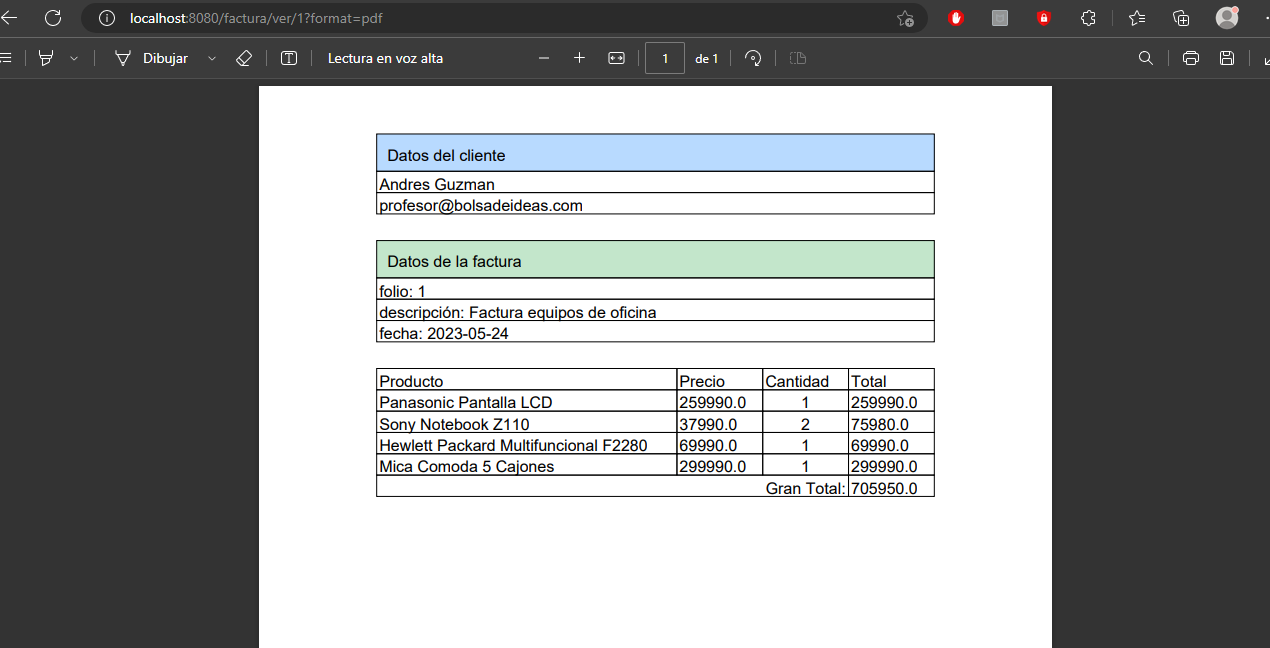 localhost:8080/factura/ver/1?format=pdf
Dibujar Lectura en voz alta 1 de 1
Datos del cliente
Andres Guzman
profesor@bolsadeideas.com
Datos de la factura
folio: 1
descripción: Factura equipos de oficina
fecha: 2023-05-24
Producto Precio Cantidad Total
Panasonic Pantalla LCD 259990.0 1 259990.0
Sony Notebook Z110 37990.0 2 75980.0
Hewlett Packard Multifuncional F2280 69990.0 1 69990.0
Mica Comoda 5 Cajones 299990.0 1 299990.0
Gran Total: 705950.0